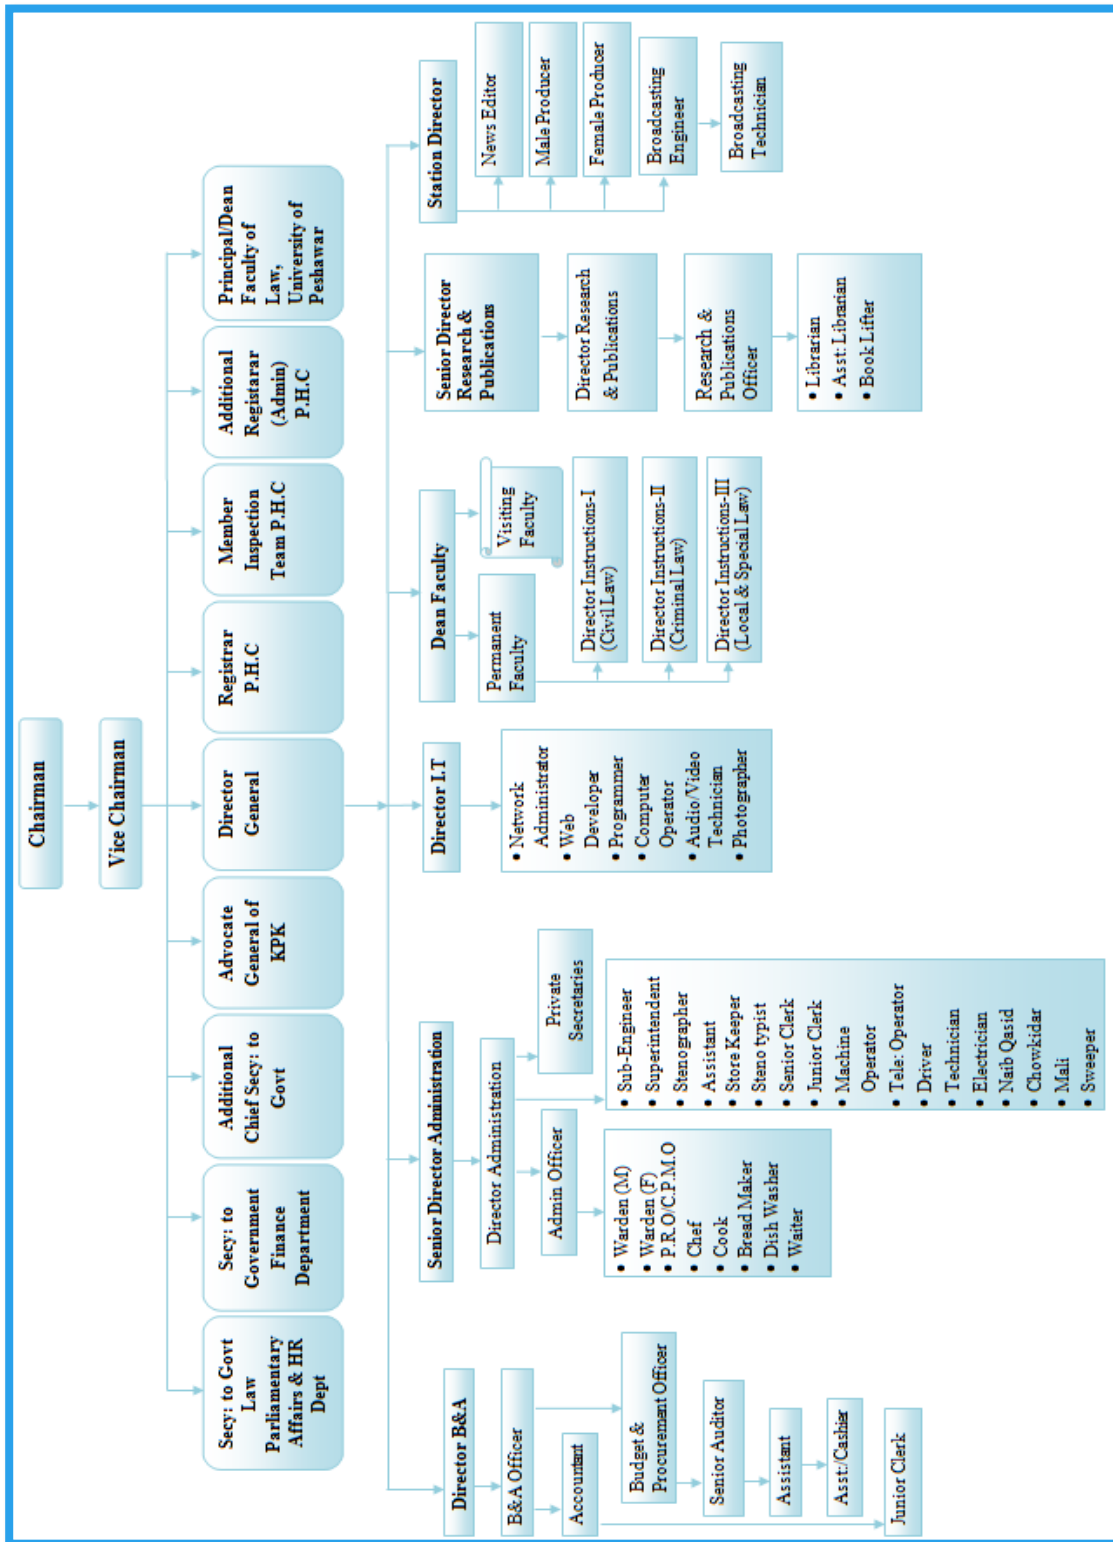 Chairman
Vice Chairman
Secy: to Govt
Law
Parliamentary
Affairs & HR
Dept
Secy: to
Government
Finance
Department
Additional
Chief Secy: to
Govt
Advocate
General of
KPK
Director
General
Registrar
P.H.C
Member
Inspection
Team P.H.C
Additional
Registarar
(Admin)
P.H.C
Principal/Dean
Faculty of
Law,
University of
Peshawar
Director B&A
B&A Officer
Accountant
Budget &
Procurement Officer
Senior Auditor
Assistant
Asst:/Cashier
Junior Clerk
Senior Director Administration
Director Administration
Admin Officer
Private
Secretaries
• Warden (M)
• Warden (F)
• P.R.O/C.P.M.O
• Chef
• Cook
• Bread Maker
• Dish Washer
• Waiter
• Sub-Engineer
• Superintendent
• Stenographer
• Assistant
• Store Keeper
• Steno typist
• Senior Clerk
• Junior Clerk
• Machine
Operator
• Tele: Operator
• Driver
• Technician
• Electrician
• Naib Qasid
• Chowkidar
• Mali
• Sweeper
Director I.T
• Network
Administrator
• Web
Developer
• Programmer
• Computer
Operator
• Audio/Video
Technician
• Photographer
Dean Faculty
Permanent
Faculty
Visiting
Faculty
Director Instructions-I
(Civil Law)
Director Instructions-II
(Criminal Law)
Director Instructions-III
(Local & Special Law)
Senior Director
Research &
Publications
Director Research
& Publications
Research &
Publications
Officer
• Librarian
• Asst: Librarian
• Book Lifter
Station Director
News Editor
Male Producer
Female Producer
Broadcasting
Engineer
Broadcasting
Technician